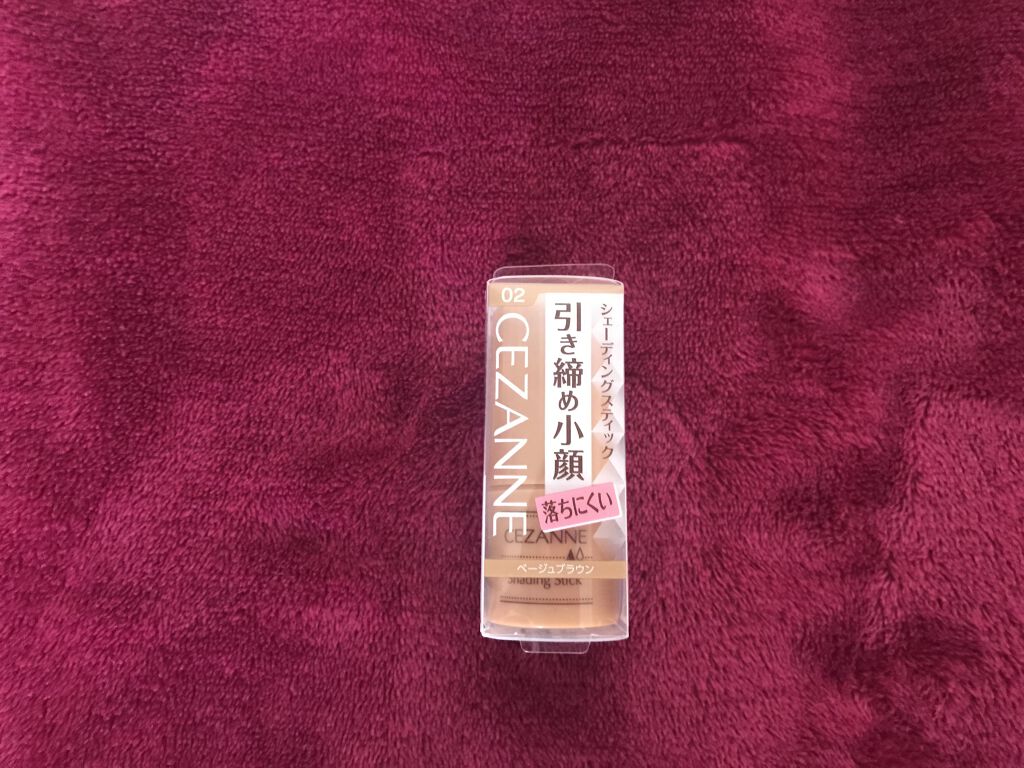 02
CEZANNE
シェーディングスティック
引き締め小顔
落ちにくい
CEZANNE
ベージュブラウン
Shading Stick